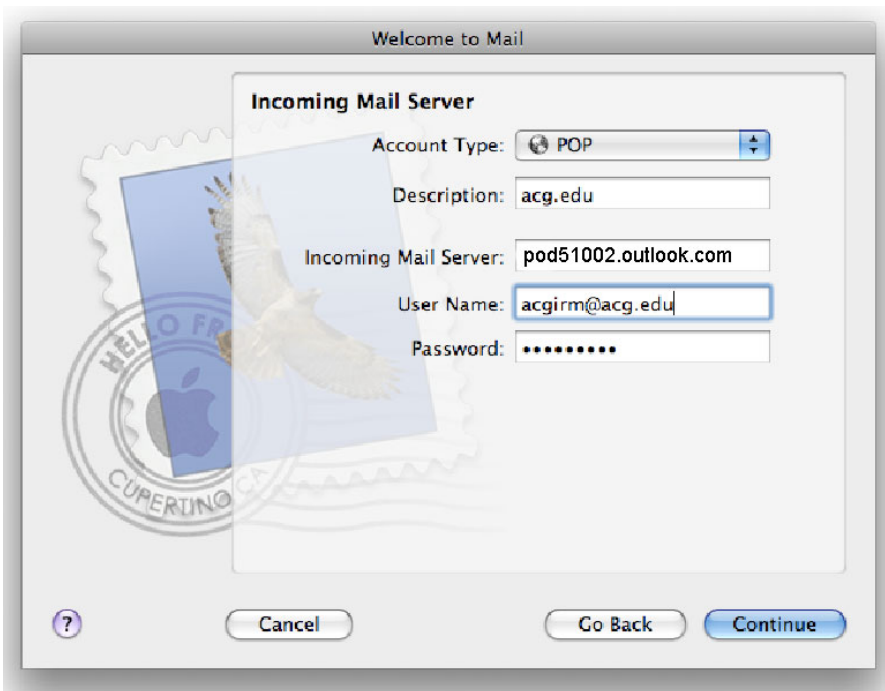 Welcome to Mail
Incoming Mail Server
Account Type: POP
Description: acg.edu
Incoming Mail Server: pod51002.outlook.com
User Name: acgirm@acg.edu
Password: •••••••••
HELLO FR
CUPERTINO CA
? Cancel Go Back Continue